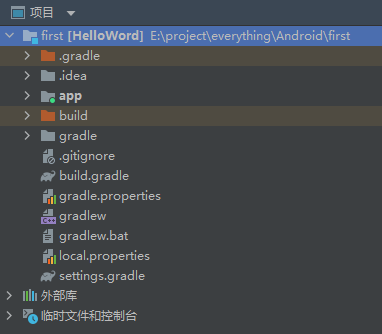 项目
first [HelloWord] E:\project\everything\Android\first
.gradle
.idea
app
build
gradle
.gitignore
build.gradle
gradle.properties
gradlew
gradlew.bat
local.properties
settings.gradle
外部库
临时文件和控制台